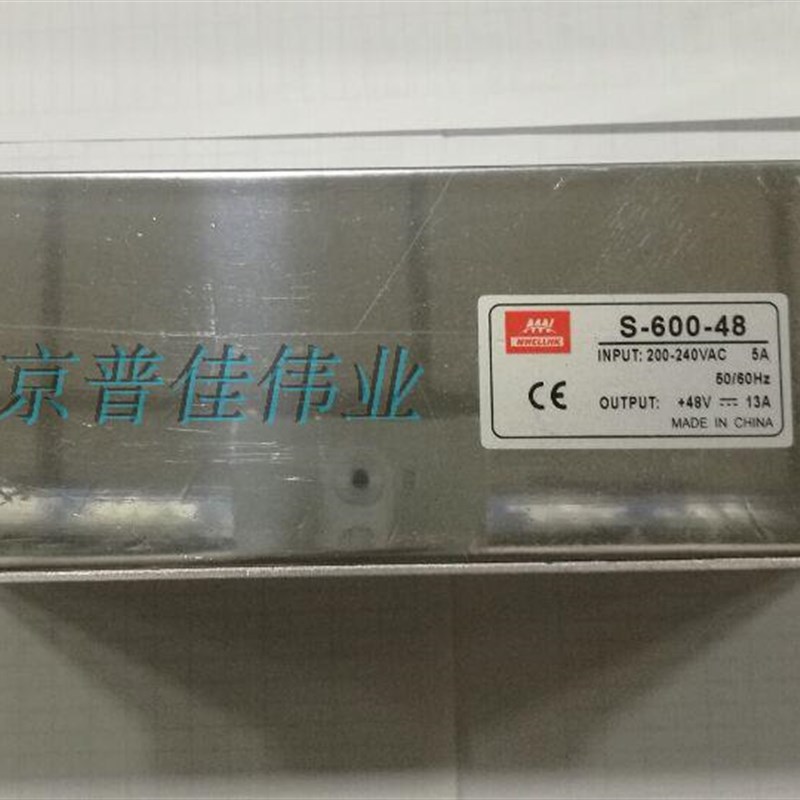 京普佳伟业
NWCLLHK
S-600-48
INPUT: 200-240VAC 5A
50/60Hz
CE OUTPUT: +48V ⎓ 13A
MADE IN CHINA